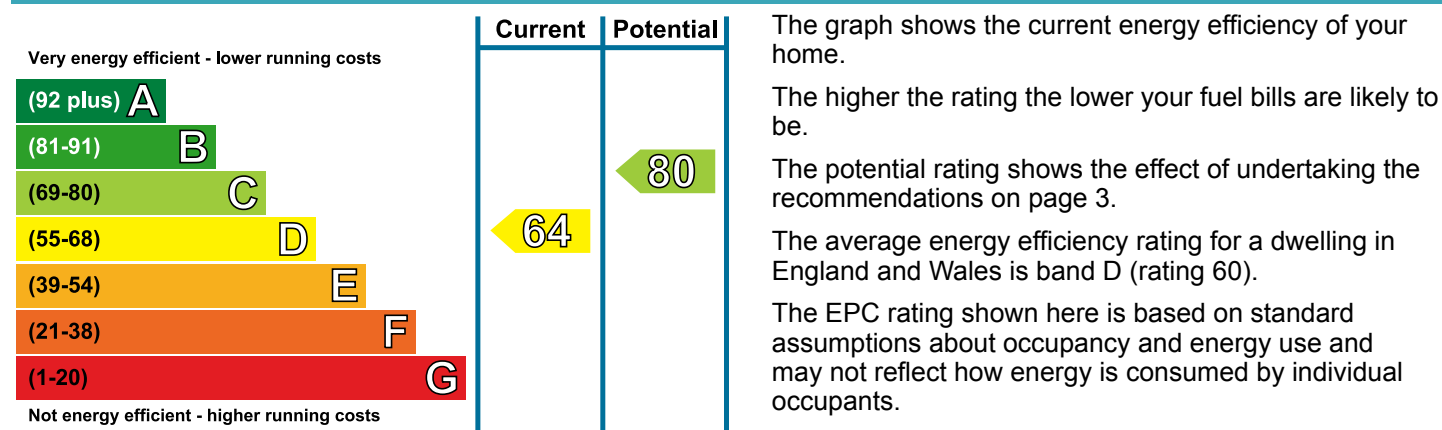 Current Potential
Very energy efficient - lower running costs
(92 plus) A
(81-91) B
80
(69-80) C
64
(55-68) D
(39-54) E
(21-38) F
(1-20) G
Not energy efficient - higher running costs
The graph shows the current energy efficiency of your
home.
The higher the rating the lower your fuel bills are likely to
be.
The potential rating shows the effect of undertaking the
recommendations on page 3.
The average energy efficiency rating for a dwelling in
England and Wales is band D (rating 60).
The EPC rating shown here is based on standard
assumptions about occupancy and energy use and
may not reflect how energy is consumed by individual
occupants.